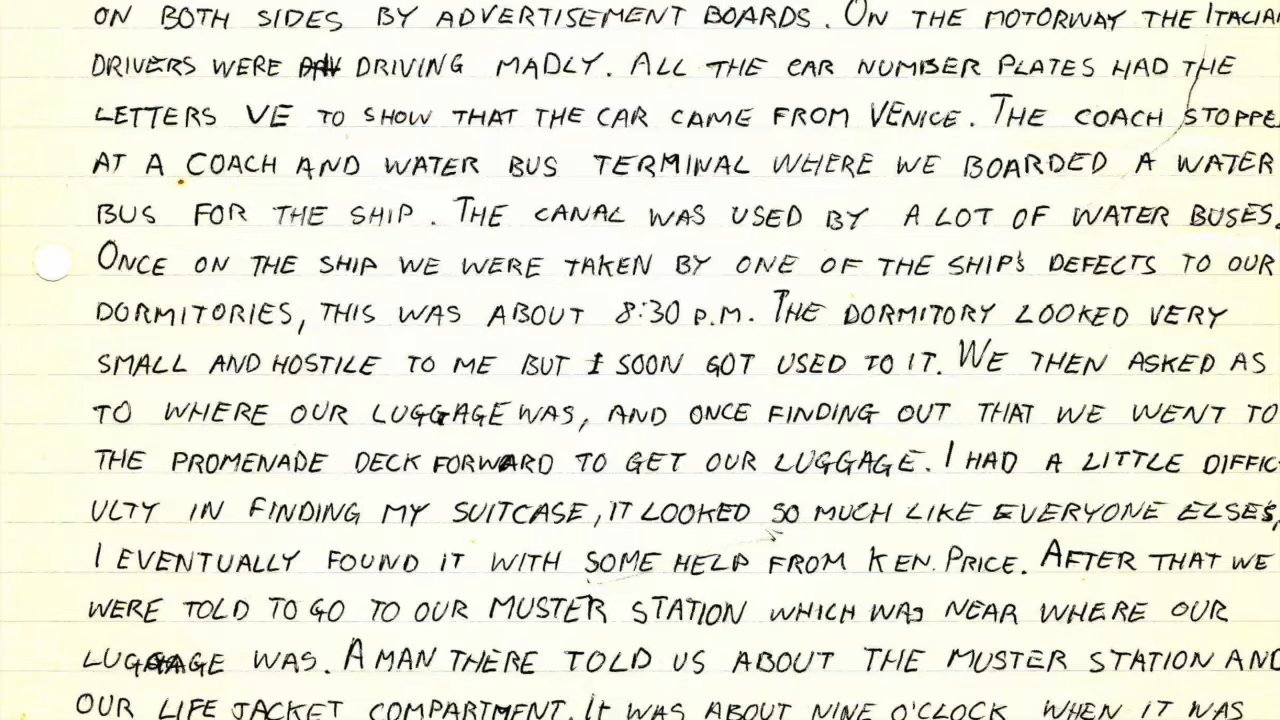 ON BOTH SIDES BY ADVERTISEMENT BOARDS. ON THE MOTORWAY THE ITALIA
DRIVERS WERE DRIVING MADLY. ALL THE CAR NUMBER PLATES HAD THE
LETTERS VE TO SHOW THAT THE CAR CAME FROM VENICE. THE COACH STOPPE
AT A COACH AND WATER BUS TERMINAL WHERE WE BOARDED A WATER
BUS FOR THE SHIP. THE CANAL WAS USED BY A LOT OF WATER BUSES.
ONCE ON THE SHIP WE WERE TAKEN BY ONE OF THE SHIP'S DEFECTS TO OUR
DORMITORIES, THIS WAS ABOUT 8:30 P.M. THE DORMITORY LOOKED VERY
SMALL AND HOSTILE TO ME BUT I SOON GOT USED TO IT. WE THEN ASKED AS
TO WHERE OUR LUGGAGE WAS, AND ONCE FINDING OUT THAT WE WENT TO
THE PROMENADE DECK FORWARD TO GET OUR LUGGAGE. I HAD A LITTLE DIFFIC-
ULTY IN FINDING MY SUITCASE, IT LOOKED SO MUCH LIKE EVERYONE ELSES,
I EVENTUALLY FOUND IT WITH SOME HELP FROM KEN. PRICE. AFTER THAT WE
WERE TOLD TO GO TO OUR MUSTER STATION WHICH WAS NEAR WHERE OUR
LUGGAGE WAS. A MAN THERE TOLD US ABOUT THE MUSTER STATION AND
OUR LIFE JACKET COMPARTMENT. IT WAS ABOUT NINE O'CLOCK WHEN IT WAS